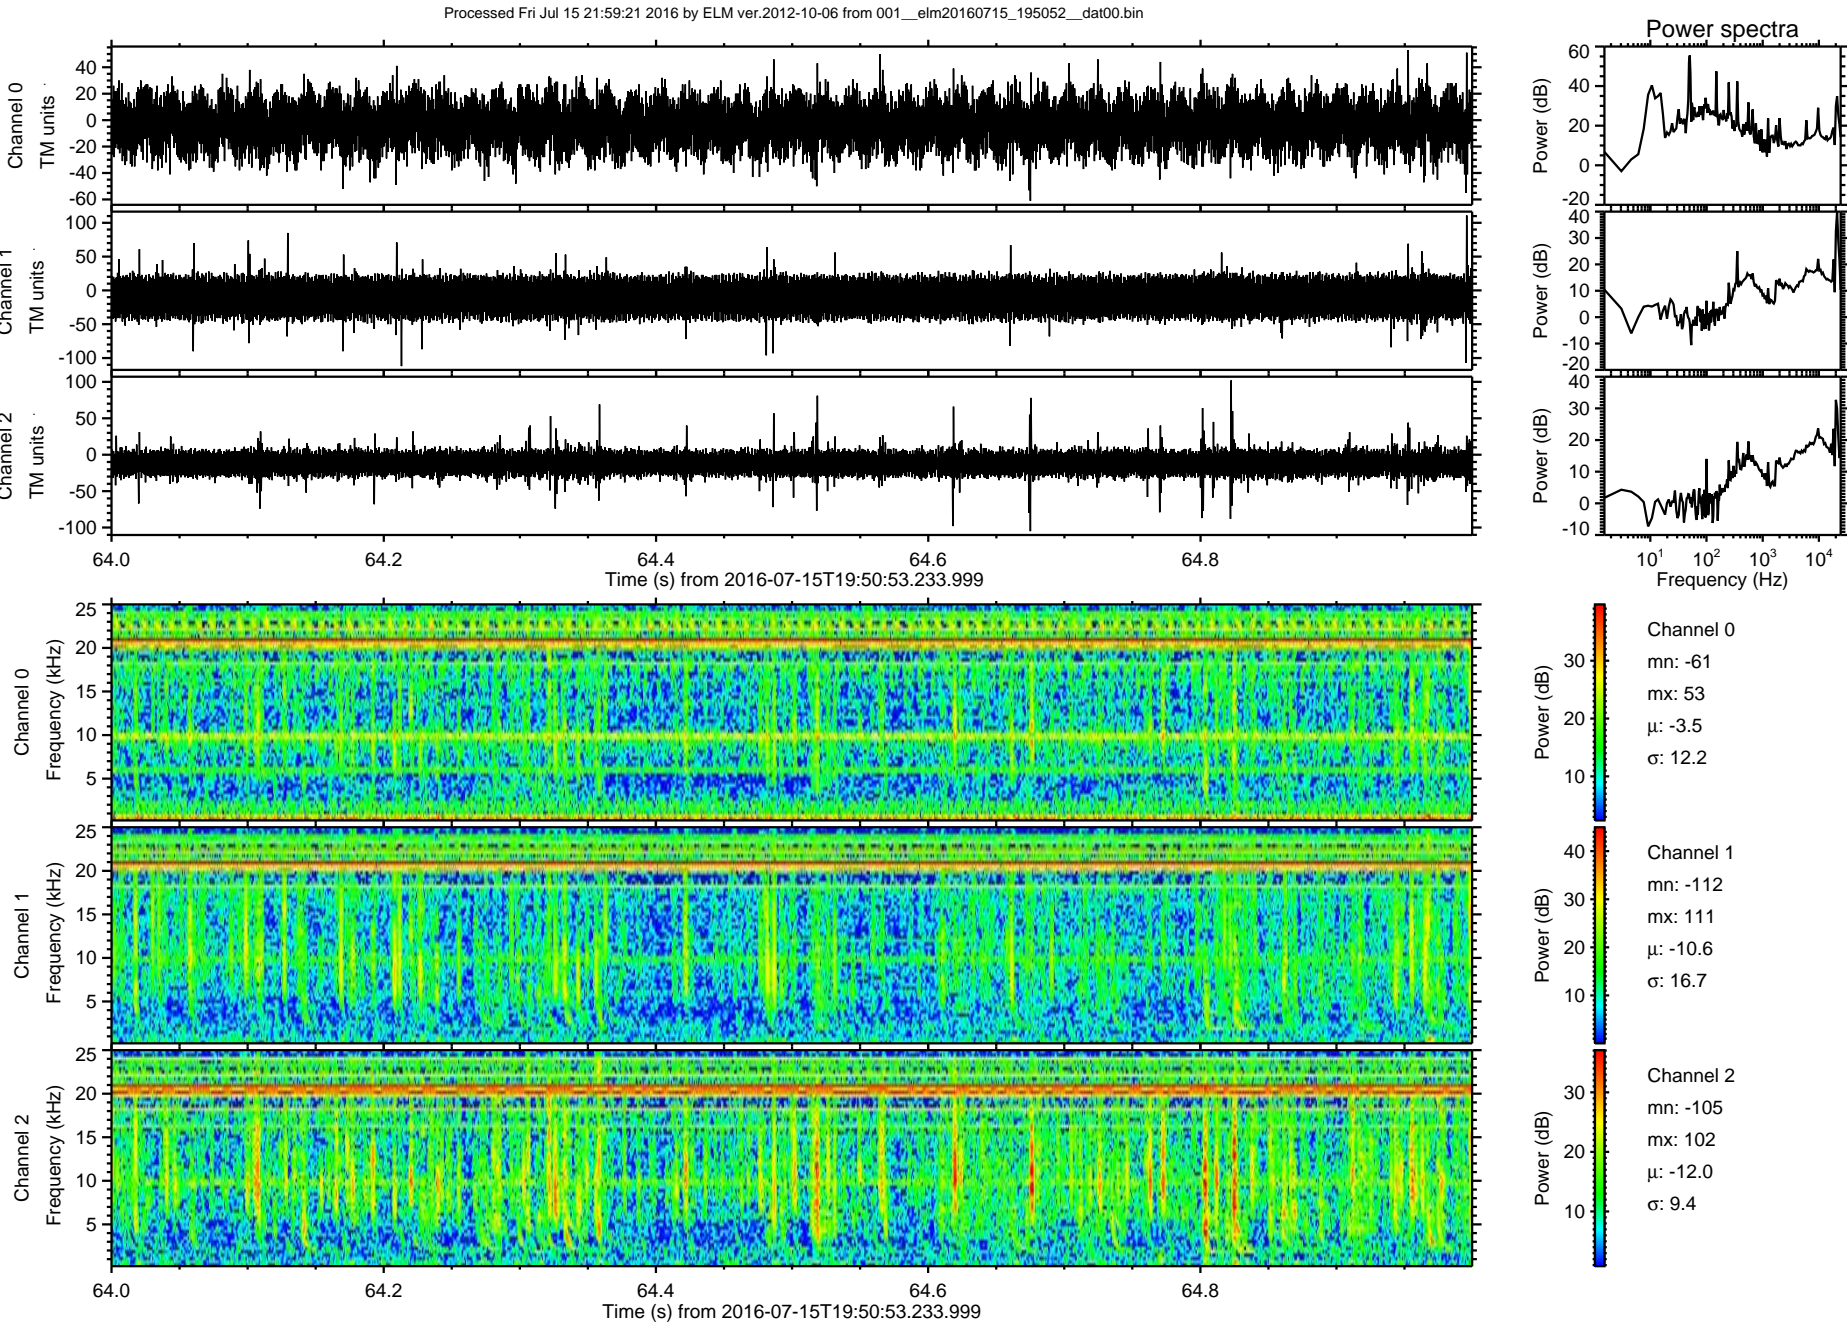 Processed Fri Jul 15 21:59:21 2016 by ELM ver.2012-10-06 from 001__elm20160715_195052__dat00.bin
Power spectra
Channel 0
TM units
40
20
0
-20
-40
-60
Power (dB)
60
40
20
0
-20
Channel 1
TM units
100
50
0
-50
-100
Power (dB)
40
30
20
10
0
-10
-20
Channel 2
TM units
100
50
0
-50
-100
Power (dB)
40
30
20
10
0
-10
64.0 64.2 64.4 64.6 64.8
Time (s) from 2016-07-15T19:50:53.233.999
10^1 10^2 10^3 10^4
Frequency (Hz)
Channel 0
Frequency (kHz)
25
20
15
10
5
Power (dB)
30
20
10
Channel 0
mn: -61
mx: 53
μ: -3.5
σ: 12.2
Channel 1
Frequency (kHz)
25
20
15
10
5
Power (dB)
40
30
20
10
Channel 1
mn: -112
mx: 111
μ: -10.6
σ: 16.7
Channel 2
Frequency (kHz)
25
20
15
10
5
Power (dB)
30
20
10
Channel 2
mn: -105
mx: 102
μ: -12.0
σ: 9.4
64.0 64.2 64.4 64.6 64.8
Time (s) from 2016-07-15T19:50:53.233.999